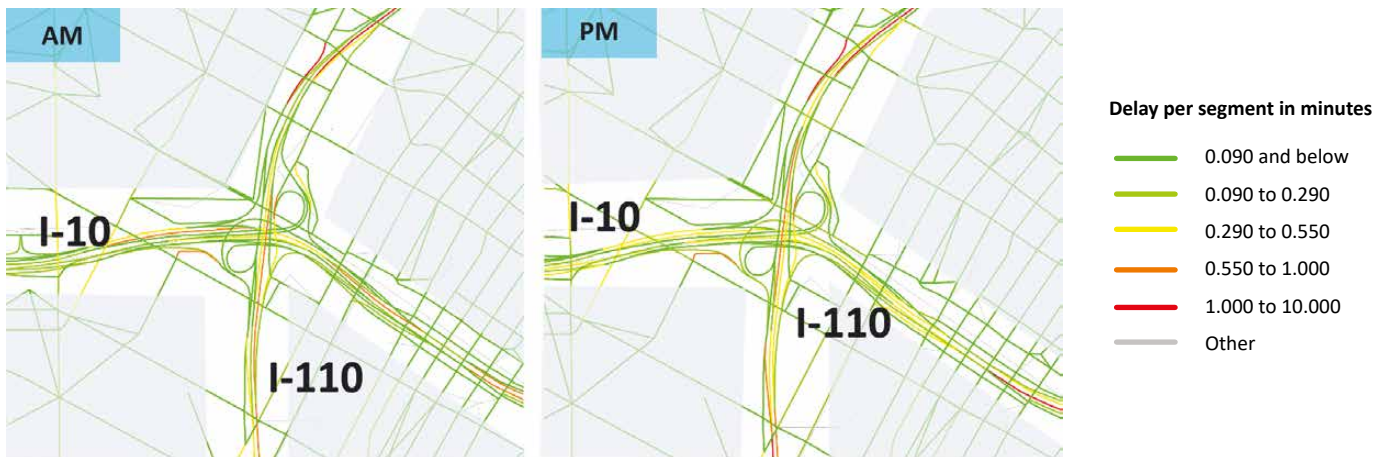 AM
I-10
I-110
PM
I-10
I-110
Delay per segment in minutes
0.090 and below
0.090 to 0.290
0.290 to 0.550
0.550 to 1.000
1.000 to 10.000
Other